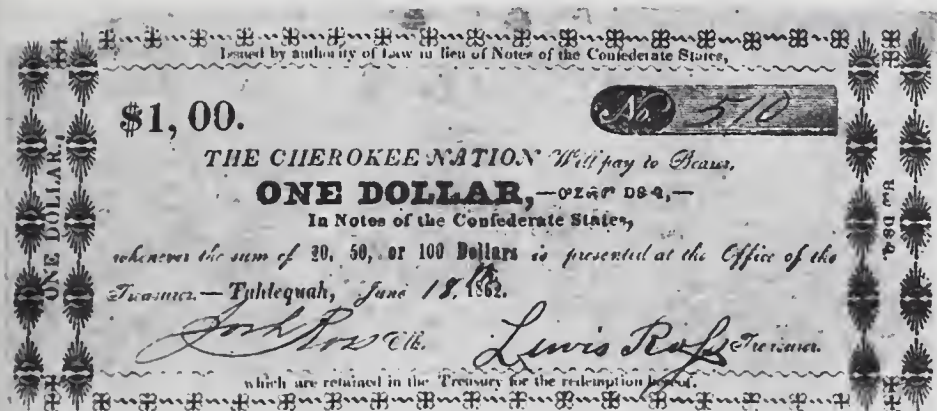 Issued by authority of Law in lieu of Notes of the Confederate States,
$1,00.
No. 510
THE CHEROKEE NATION Will pay to Bearer,
ONE DOLLAR,
In Notes of the Confederate States,
whenever the sum of 20, 50, or 100 Dollars is presented at the Office of the
Treasurer.—Tahlequah, June 18th, 1862.
Josh Ross Clk. Lewis Ross Treasurer.
which are retained in the Treasury for the redemption hereof.
ONE DOLLAR.